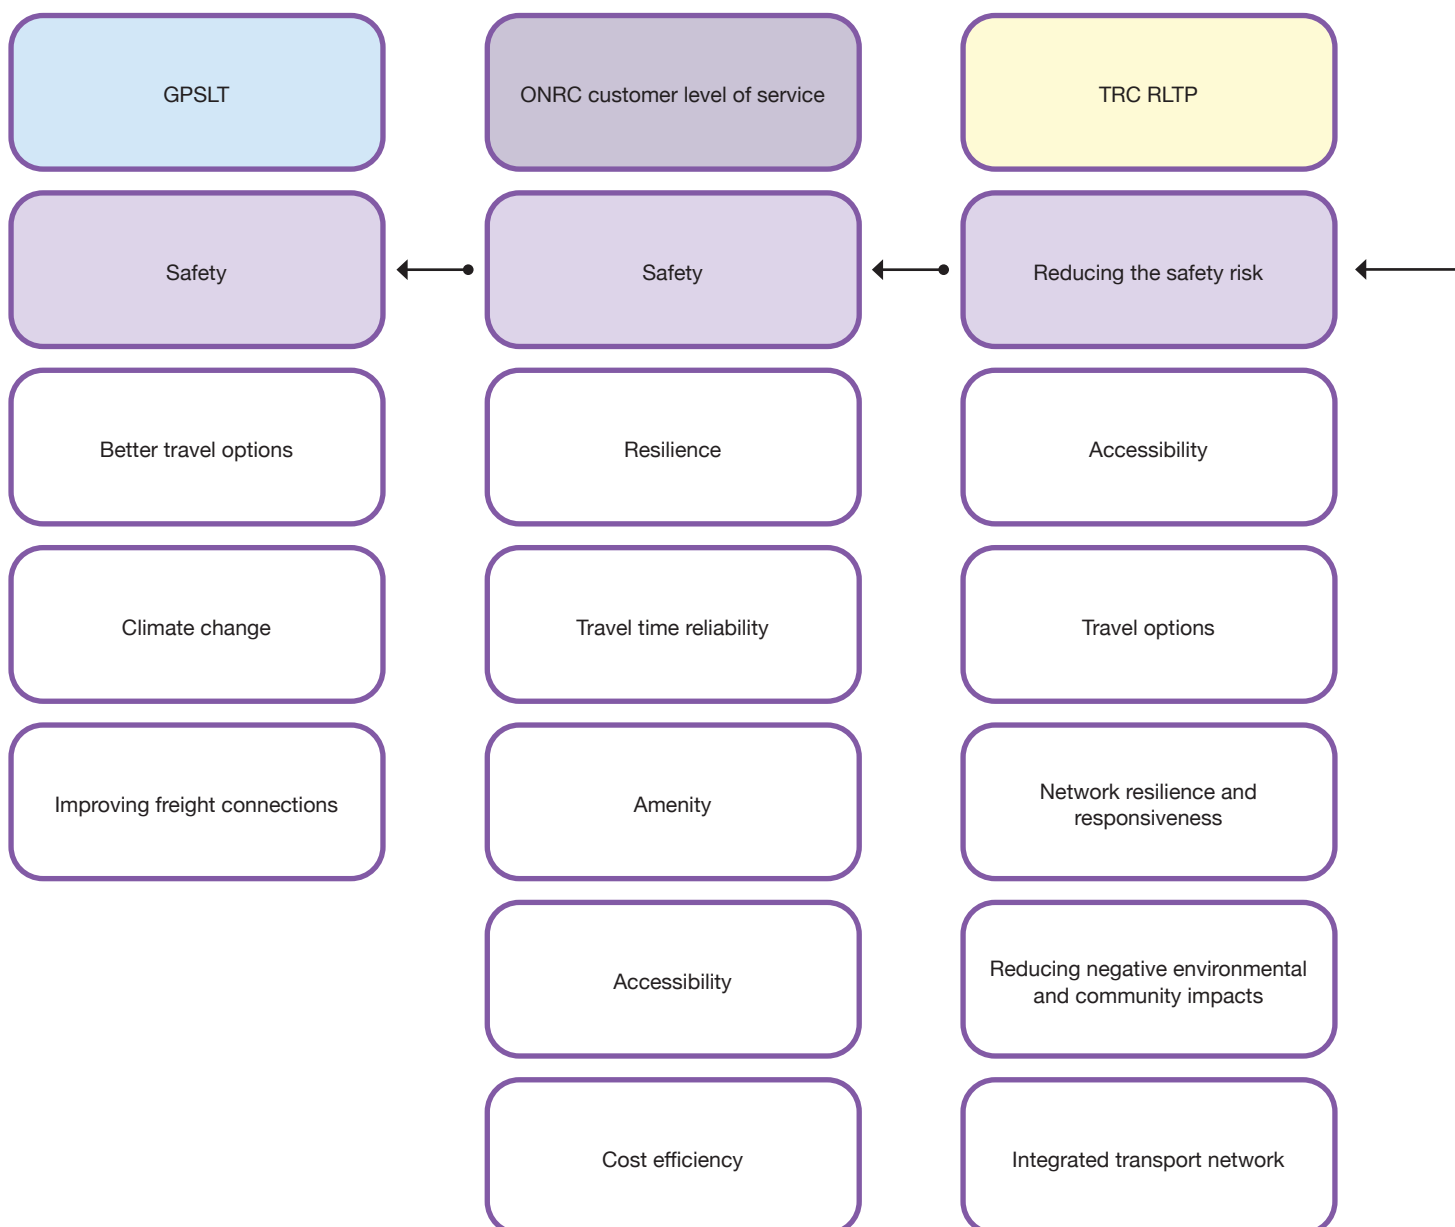 GPSLT
ONRC customer level of service
TRC RLTP
Safety
Safety
Reducing the safety risk
Better travel options
Resilience
Accessibility
Climate change
Travel time reliability
Travel options
Improving freight connections
Amenity
Network resilience and
responsiveness
Accessibility
Reducing negative environmental
and community impacts
Cost efficiency
Integrated transport network